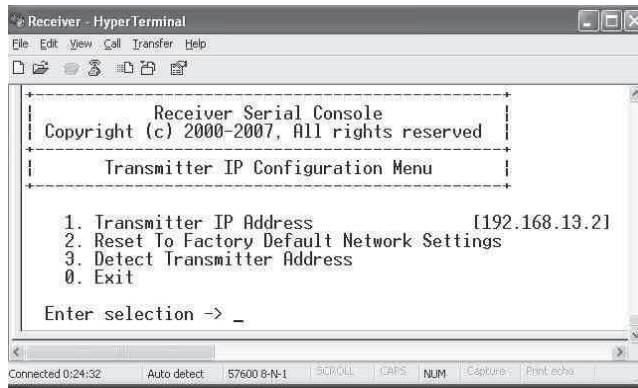 Receiver - HyperTerminal
File Edit View Call Transfer Help
Receiver Serial Console
Copyright (c) 2000-2007, All rights reserved
Transmitter IP Configuration Menu
1. Transmitter IP Address [192.168.13.2]
2. Reset To Factory Default Network Settings
3. Detect Transmitter Address
0. Exit
Enter selection -> _
Connected 0:24:32 Auto detect 57600 8-N-1 SCROLL CAPS NUM Capture Print echo